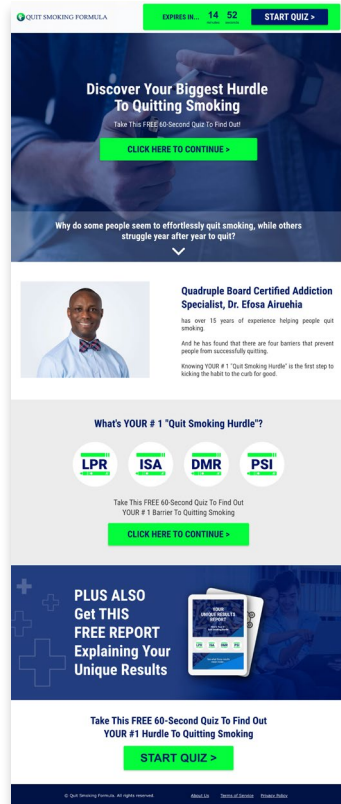 QUIT SMOKING FORMULA
EXPIRES IN... 14 52
START QUIZ >
Discover Your Biggest Hurdle
To Quitting Smoking
Take This FREE 60-Second Quiz To Find Out!
CLICK HERE TO CONTINUE >
Why do some people seem to effortlessly quit smoking, while others
struggle year after year to quit?
Quadruple Board Certified Addiction
Specialist, Dr. Efosa Airuehia
has over 15 years of experience helping people quit
smoking.
And he has found that there are four barriers that prevent
people from successfully quitting.
Knowing YOUR # 1 "Quit Smoking Hurdle" is the first step to
kicking the habit to the curb for good.
What's YOUR # 1 "Quit Smoking Hurdle"?
LPR ISA DMR PSI
Take This FREE 60-Second Quiz To Find Out
YOUR # 1 Barrier To Quitting Smoking
CLICK HERE TO CONTINUE >
PLUS ALSO
Get THIS
FREE REPORT
Explaining Your
Unique Results
YOUR
UNIQUE RESULTS
REPORT
LPR ISA DMR PSI
Take This FREE 60-Second Quiz To Find Out
YOUR #1 Hurdle To Quitting Smoking
START QUIZ >
© Quit Smoking Formula. All rights reserved.
About Us Terms of Service Privacy Policy